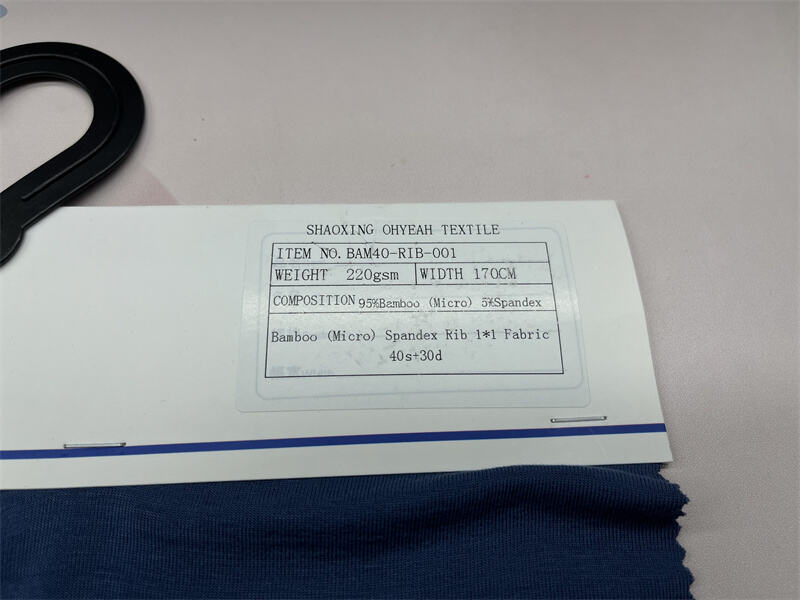 SHAOXING OHYEAH TEXTILE
ITEM NO.BAM40-RIB-001
WEIGHT 220gsm WIDTH 170CM
COMPOSITION 95%Bamboo (Micro) 5%Spandex
Bamboo (Micro) Spandex Rib 1*1 Fabric
40s+30d